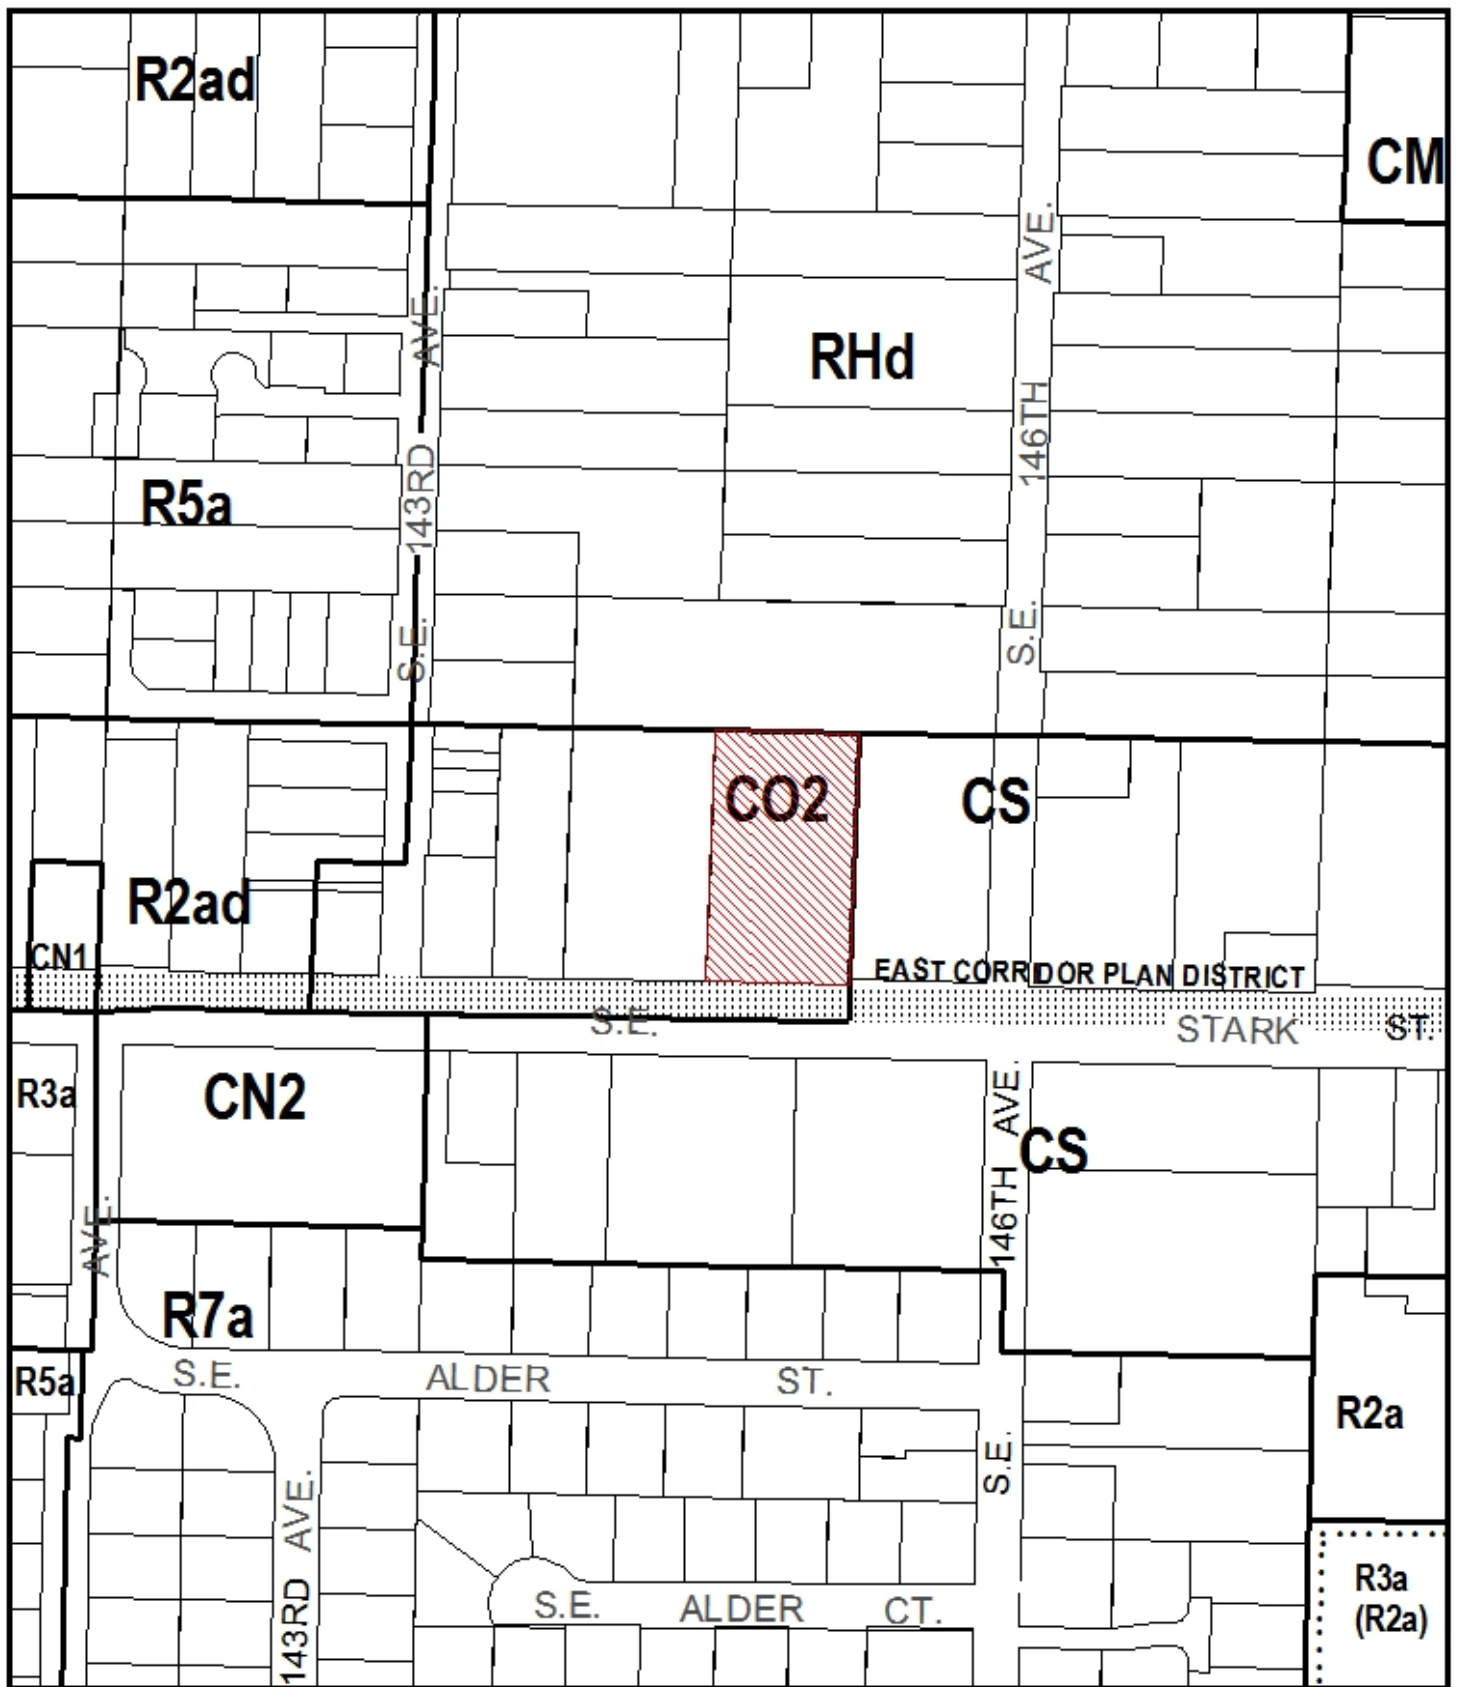 R2ad
CM
AVE.
AVE.
RHd
146TH
143RD
R5a
S.E.
S.E.
CO2
CS
R2ad
CN1
EAST CORRIDOR PLAN DISTRICT
S.E. STARK ST.
R3a
CN2
AVE.
CS
146TH
AVE.
R7a
R5a
S.E. ALDER ST.
R2a
S.E.
AVE.
143RD
R3a
(R2a)
S.E. ALDER CT.